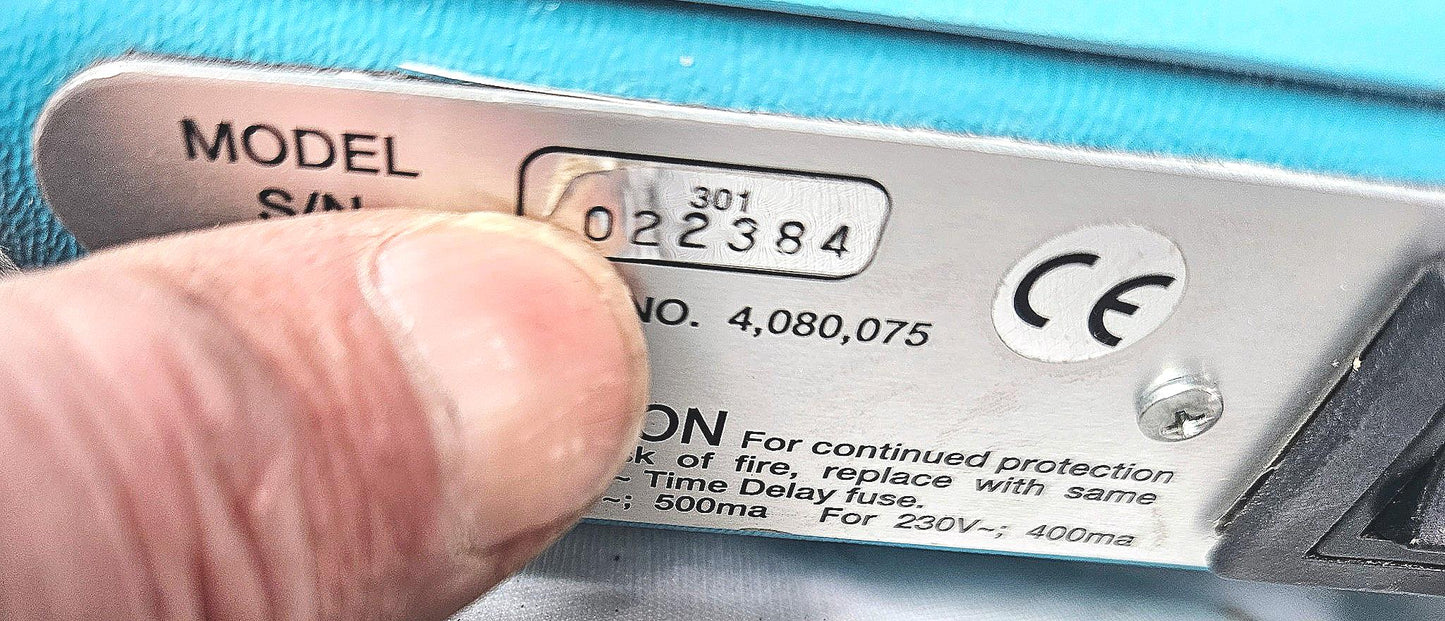 MODEL
301
S/N
022384
NO. 4,080,075
CE
ON For continued protection
of fire, replace with same
~ Time Delay fuse.
~; 500ma For 230V~; 400ma